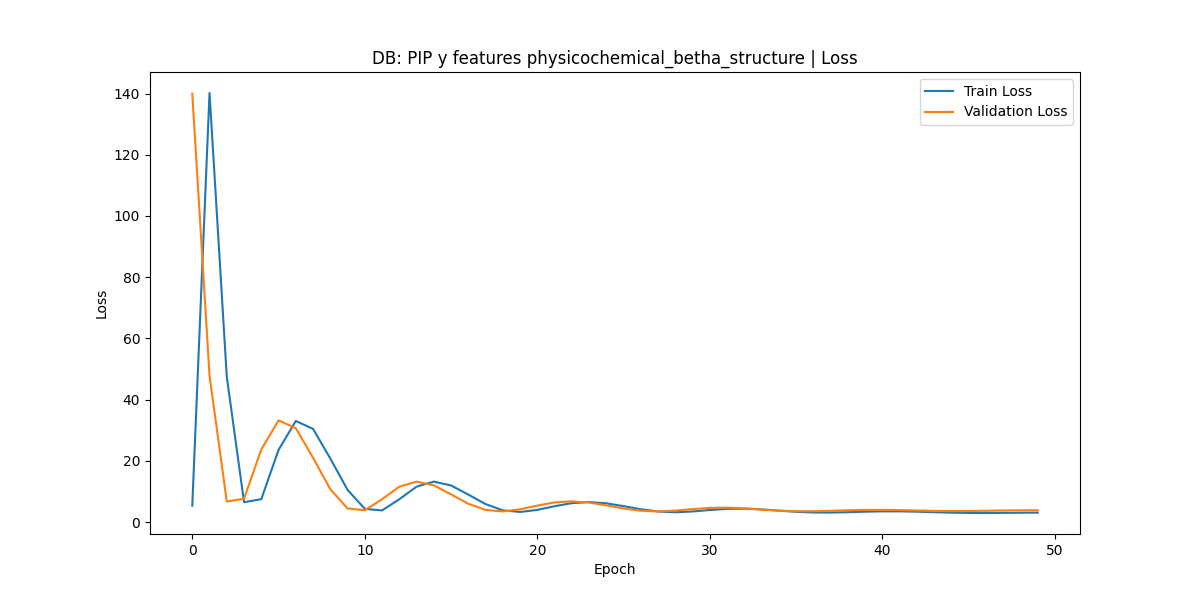 DB: PIP y features physicochemical_betha_structure | Loss
Train Loss
Validation Loss
Loss
140
120
100
80
60
40
20
0
0 10 20 30 40 50
Epoch